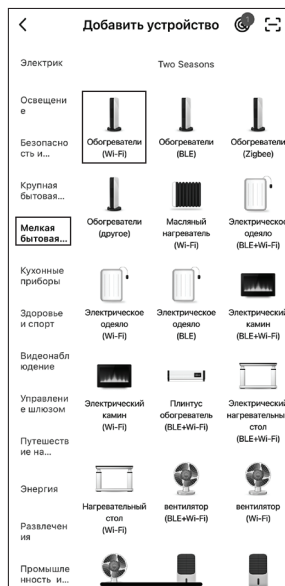 Добавить устройство
1
Электрик
Two Seasons
Освещени
е
Безопасно
сть и...
Крупная
бытовая...
Мелкая
бытовая...
Кухонные
приборы
Здоровье
и спорт
Видеонабл
юдение
Управлени
е шлюзом
Путешеств
ие на...
Энергия
Развлечен
ия
Промышле
нность и...
Обогреватели
(Wi-Fi)
Обогреватели
(BLE)
Обогреватели
(Zigbee)
Обогреватели
(другое)
Масляный
нагреватель
(Wi-Fi)
Электрическое
одеяло
(BLE+Wi-Fi)
Электрическое
одеяло
(Wi-Fi)
Электрическое
одеяло
(BLE)
Электрический
камин
(BLE+Wi-Fi)
Электрический
камин
(Wi-Fi)
Плинтус
обогреватель
(BLE+Wi-Fi)
Электрический
нагревательный
стол
(BLE+Wi-Fi)
Нагревательный
стол
(Wi-Fi)
вентилятор
(BLE+Wi-Fi)
вентилятор
(Wi-Fi)